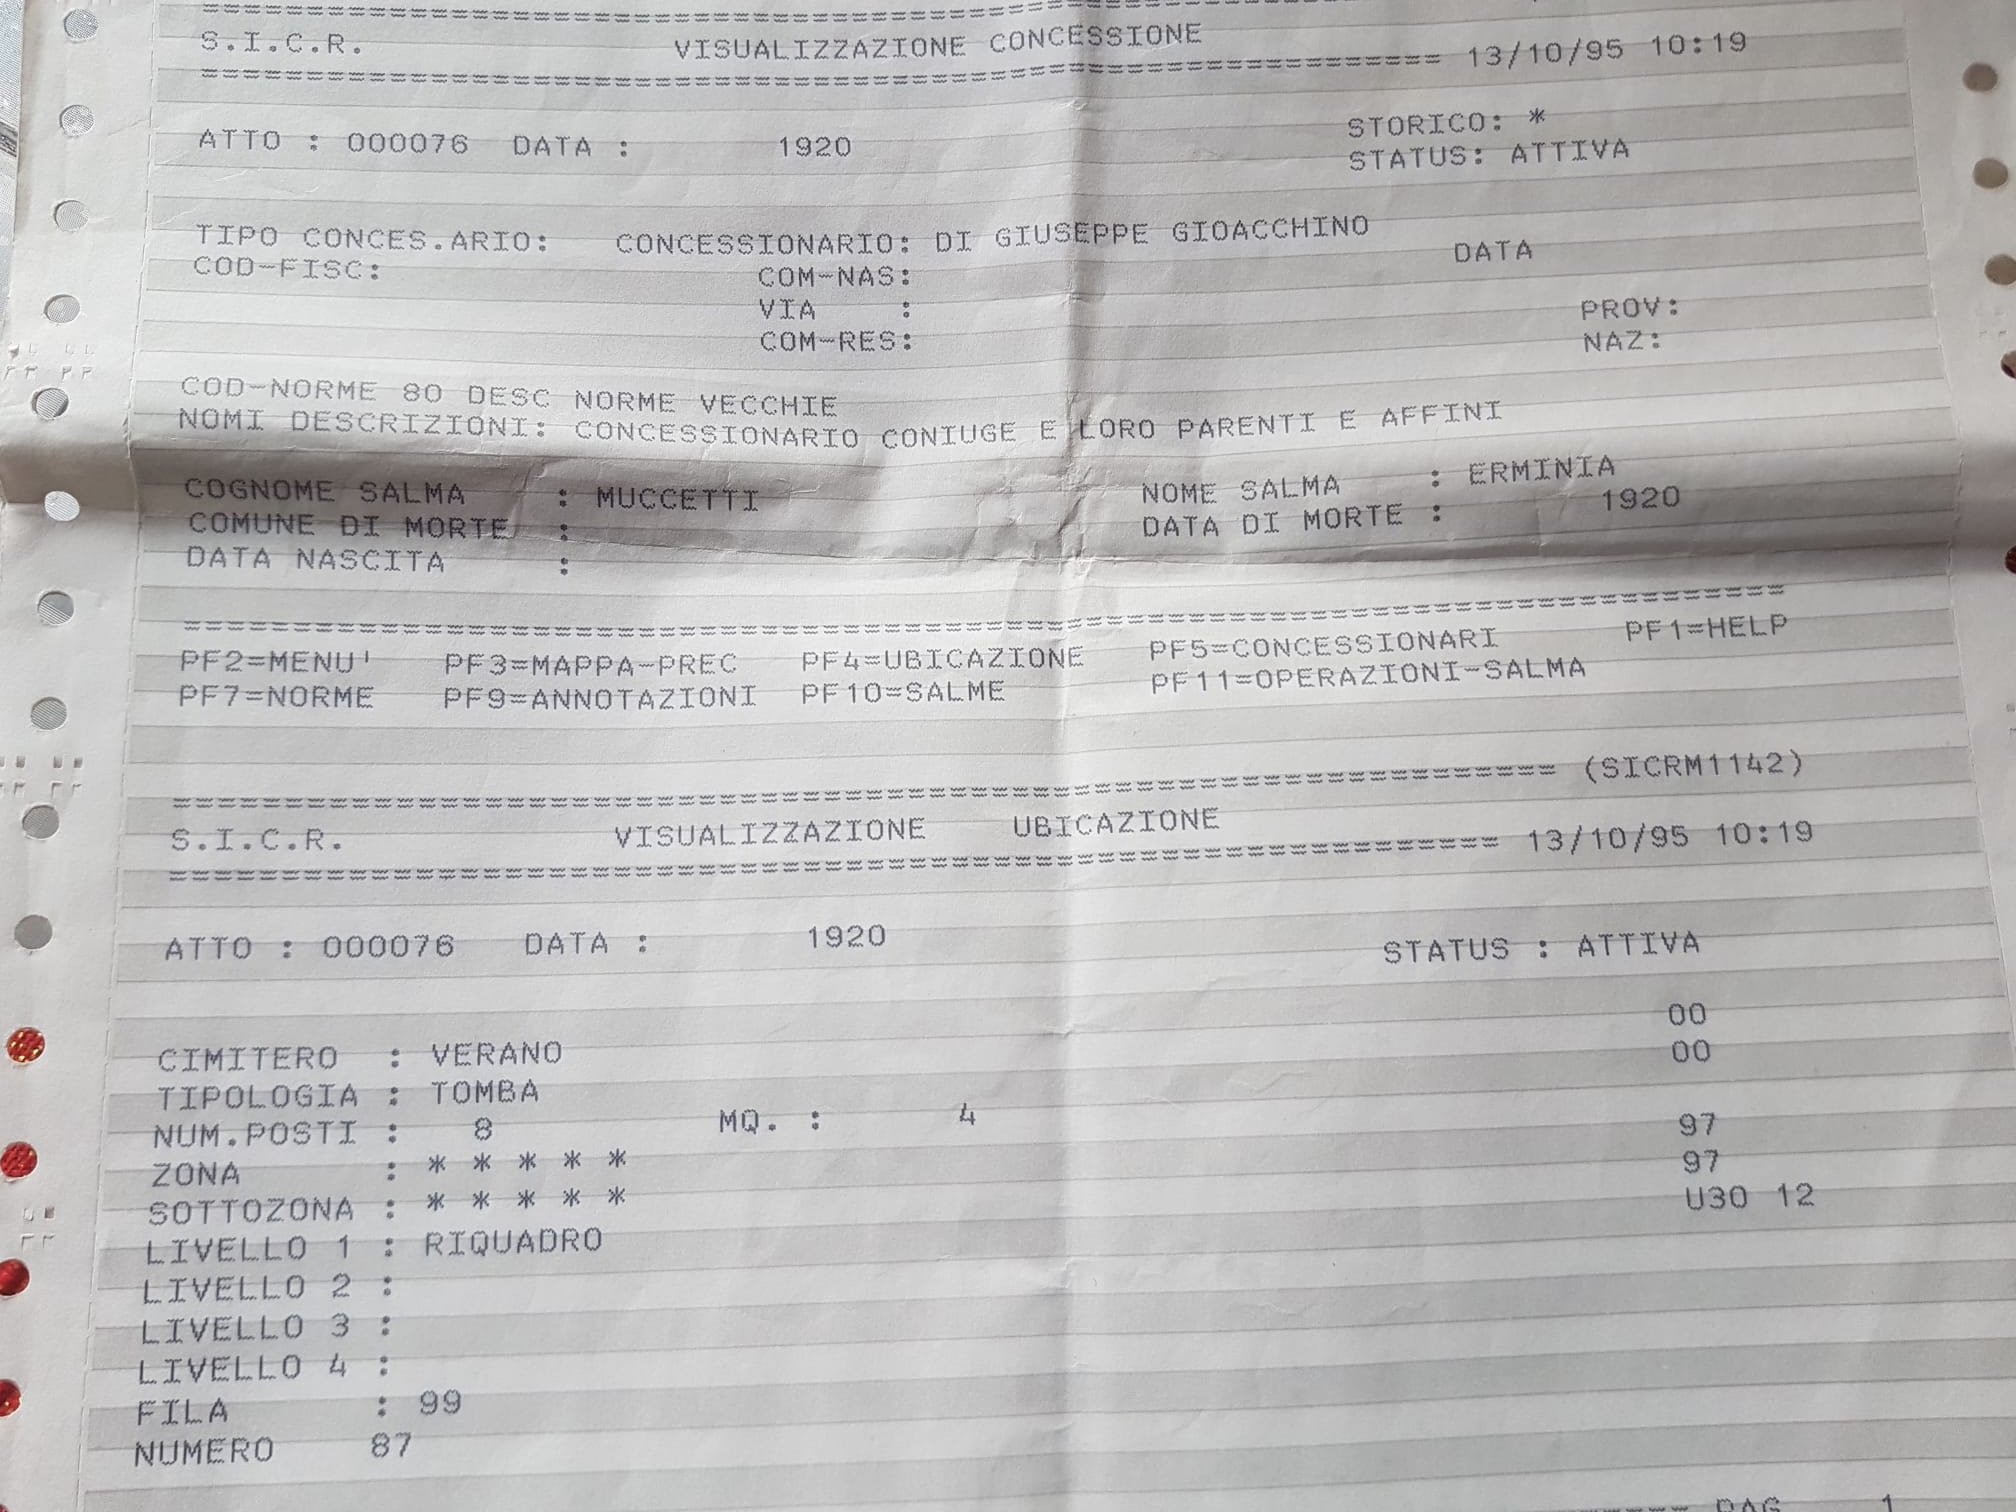 S.I.C.R. VISUALIZZAZIONE CONCESSIONE
================================ 13/10/95 10:19
ATTO : 000076 DATA : 1920 STORICO: *
STATUS: ATTIVA
TIPO CONCES.ARIO: CONCESSIONARIO: DI GIUSEPPE GIOACCHINO
COD-FISC: COM-NAS: DATA
VIA : PROV:
COM-RES: NAZ:
COD-NORME 80 DESC NORME VECCHIE
NOMI DESCRIZIONI: CONCESSIONARIO CONIUGE E LORO PARENTI E AFFINI
COGNOME SALMA : MUCCETTI NOME SALMA : ERMINIA
COMUNE DI MORTE : DATA DI MORTE : 1920
DATA NASCITA :
================================
PF2=MENU' PF3=MAPPA-PREC PF4=UBICAZIONE PF5=CONCESSIONARI PF1=HELP
PF7=NORME PF9=ANNOTAZIONI PF10=SALME PF11=OPERAZIONI-SALMA
================================ (SICRM1142)
S.I.C.R. VISUALIZZAZIONE UBICAZIONE
================================ 13/10/95 10:19
ATTO : 000076 DATA : 1920 STATUS : ATTIVA
CIMITERO : VERANO 00
TIPOLOGIA : TOMBA 00
NUM.POSTI : 8 MQ. : 4
ZONA : * * * * * 97
SOTTOZONA : * * * * * 97
LIVELLO 1 : RIQUADRO U30 12
LIVELLO 2 :
LIVELLO 3 :
LIVELLO 4 :
FILA : 99
NUMERO 87
PAG 1